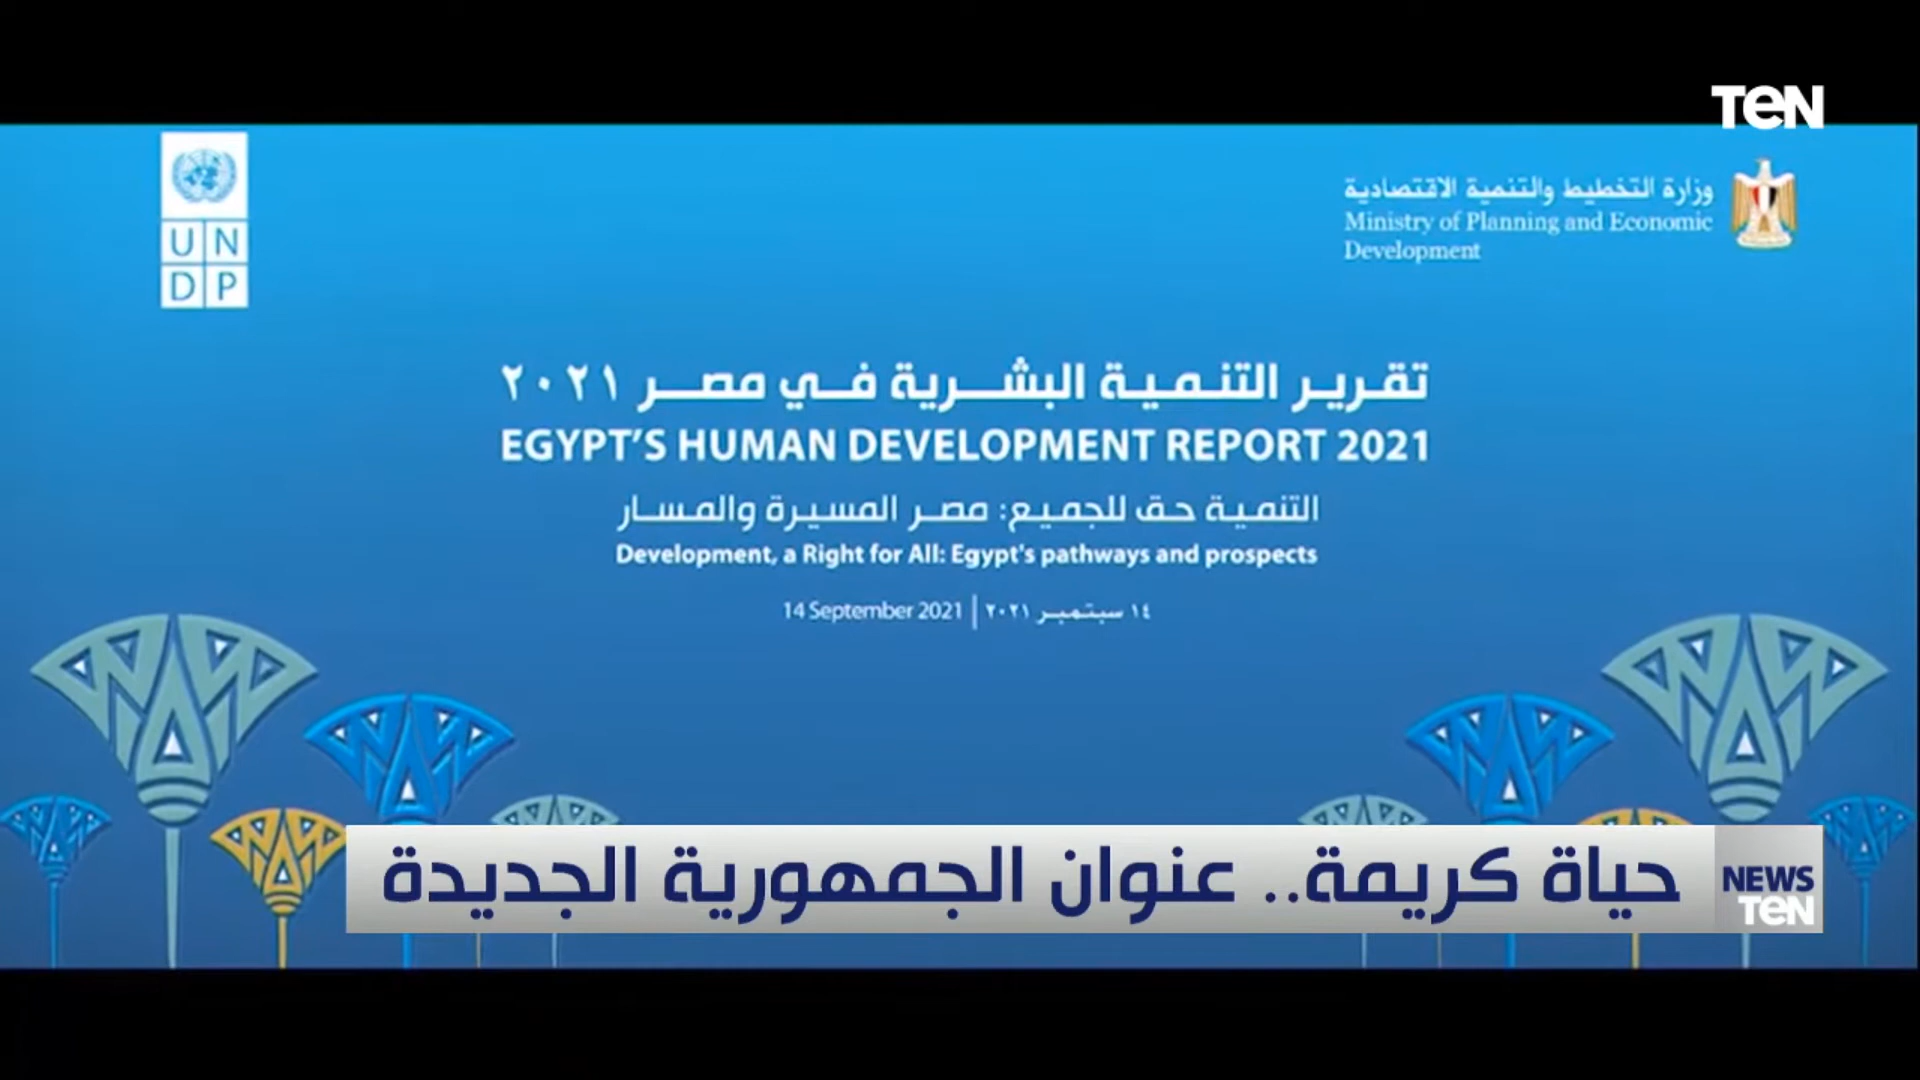 TeN
UN
DP
وزارة التخطيط والتنمية الاقتصادية
Ministry of Planning and Economic
Development
تقرير التنمية البشرية في مصر ٢٠٢١
EGYPT'S HUMAN DEVELOPMENT REPORT 2021
التنمية حق للجميع: مصر المسيرة والمسار
Development, a Right for All: Egypt's pathways and prospects
14 September 2021 | ١٤ سبتمبر ٢٠٢١
حياة كريمة.. عنوان الجمهورية الجديدة
NEWS
TeN